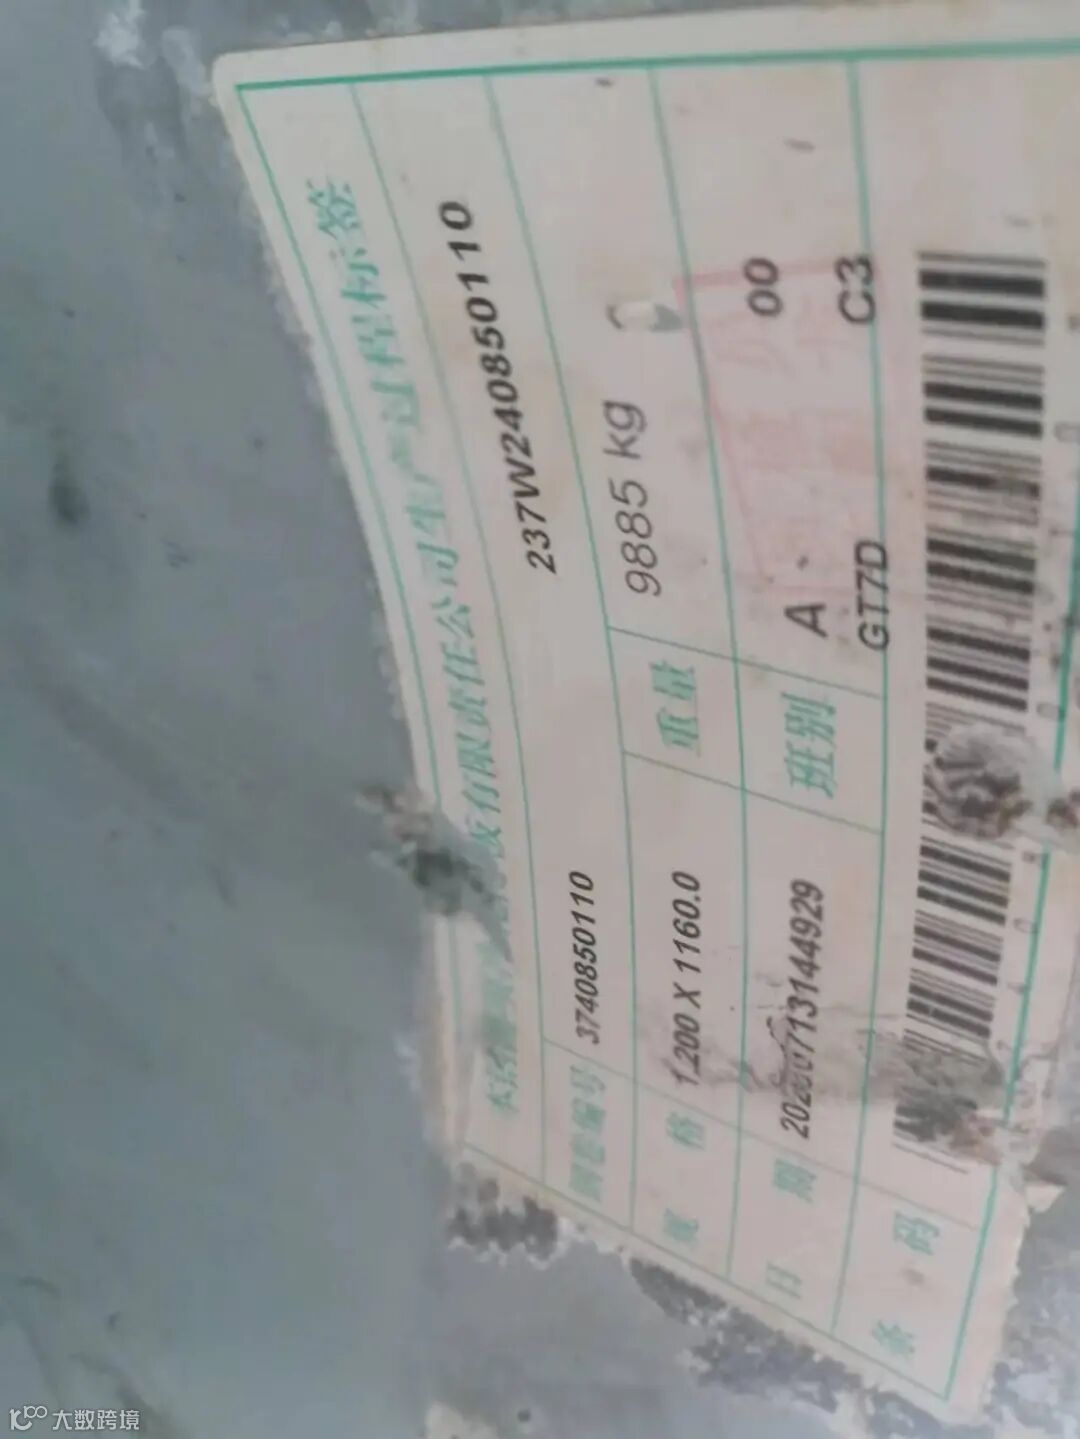 有限责任公司生产过程标签
237W240850110
钢卷编号 3740850110
规格 1.200 X 1160.0 重量 9885 kg
日期 班别 A 00
GT7D C3
条码
大数跨境